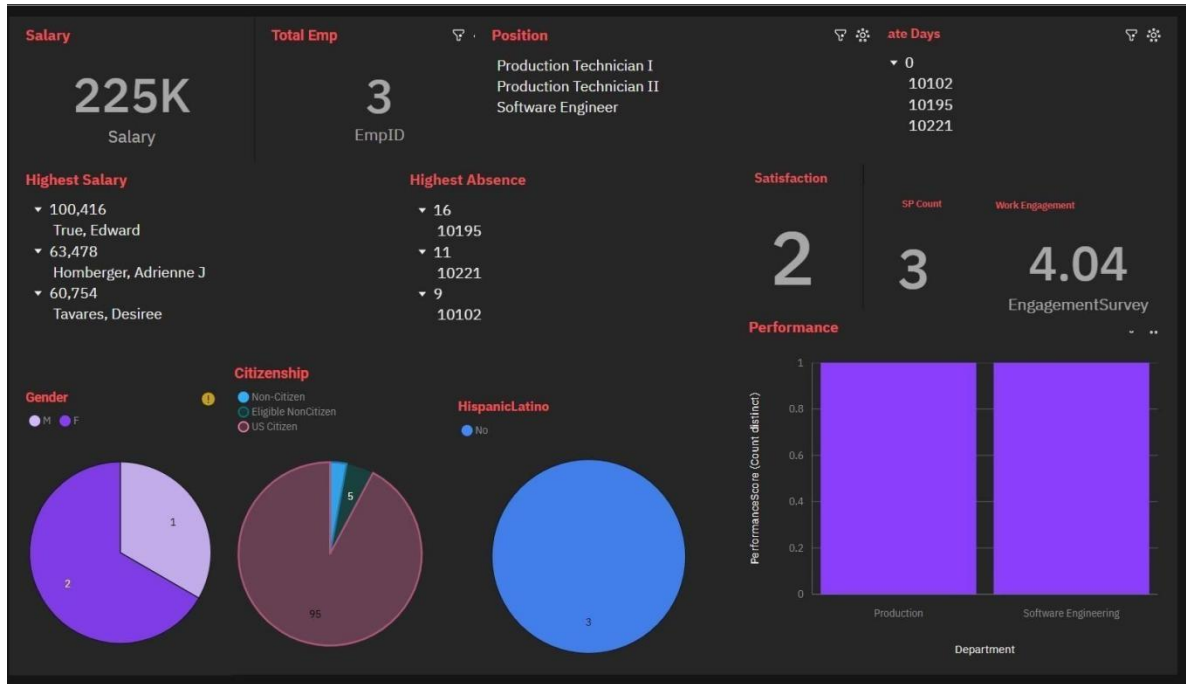 Salary
225K
Salary
Total Emp
3
EmpID
Position
Production Technician I
Production Technician II
Software Engineer
ate Days
0
10102
10195
10221
Highest Salary
100,416
True, Edward
63,478
Homberger, Adrienne J
60,754
Tavares, Desiree
Highest Absence
16
10195
11
10221
9
10102
Satisfaction
2
SP Count
3
Work Engagement
4.04
EngagementSurvey
Gender
M F
1
2
Citizenship
Non-Citizen
Eligible NonCitizen
US Citizen
5
95
HispanicLatino
No
3
Performance
PerformanceScore (Count distinct)
1
0.8
0.6
0.4
0.2
0
Production Software Engineering
Department